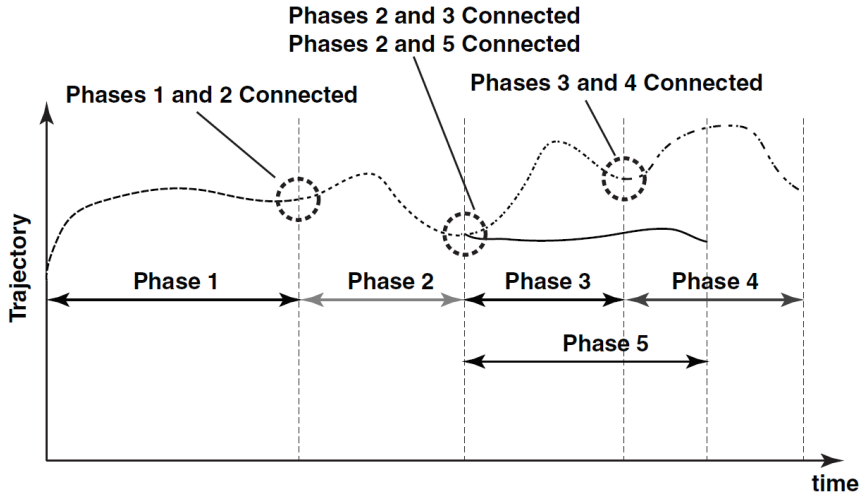 Phases 2 and 3 Connected
Phases 2 and 5 Connected
Phases 3 and 4 Connected
Phases 1 and 2 Connected
Trajectory
Phase 1
Phase 2
Phase 3
Phase 4
Phase 5
time